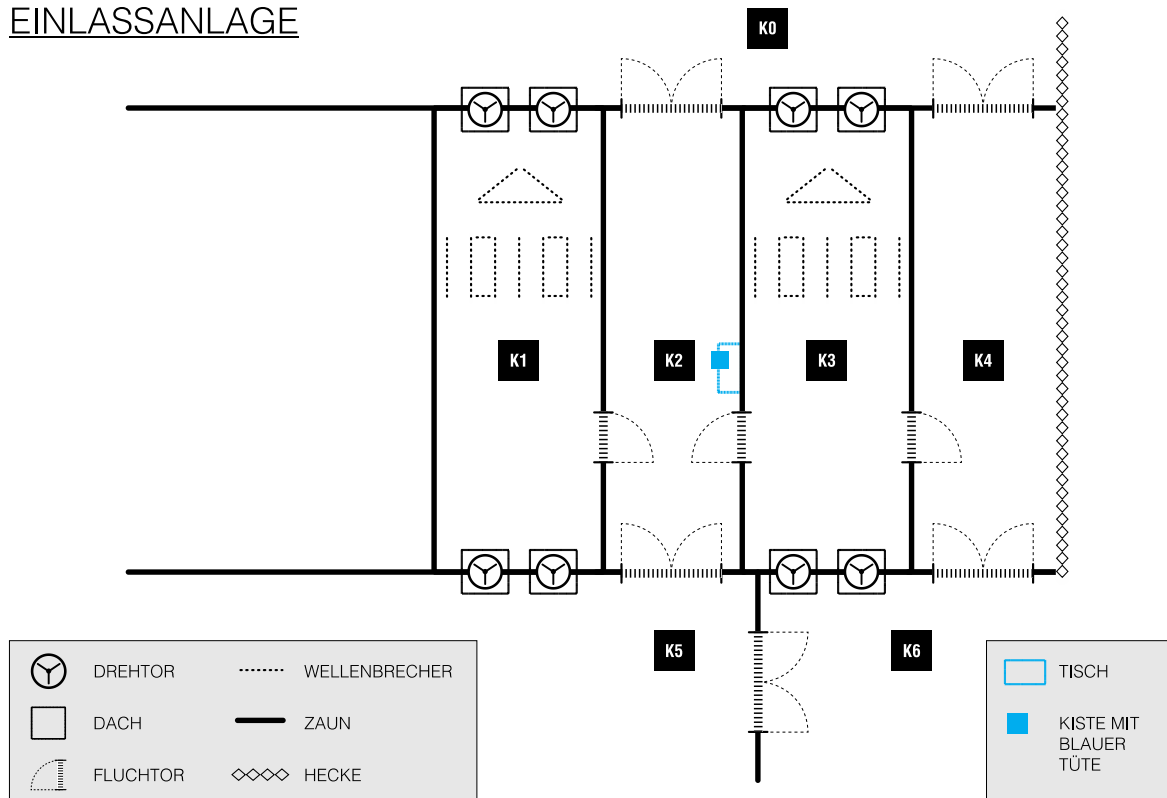 EINLASSANLAGE
K0
K1
K2
K3
K4
K5
K6
DREHTOR
WELLENBRECHER
DACH
ZAUN
FLUCHTOR
HECKE
TISCH
KISTE MIT
BLAUER
TÜTE